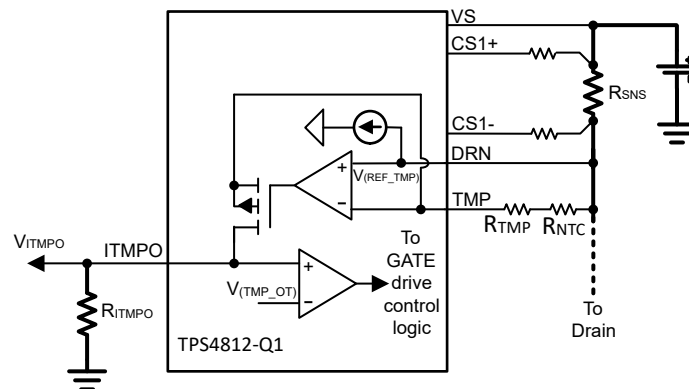 VS
CS1+
RSNS
CS1-
DRN
V(REF_TMP)
+
-
TMP
RTMP
RNTC
VITMPO
ITMPO
To
GATE
drive
control
logic
+
V(TMP_OT)
-
RITMPO
To
Drain
TPS4812-Q1